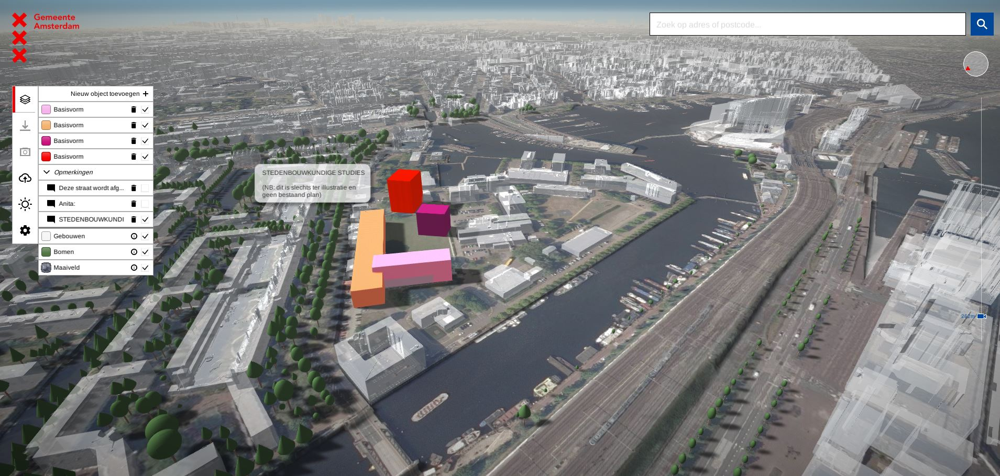 Gemeente
Amsterdam
Zoek op adres of postcode...
Nieuw object toevoegen +
Basisvorm
Basisvorm
Basisvorm
Basisvorm
Opmerkingen
Deze straat wordt afg...
Anita:
STEDENBOUWKUNDI
Gebouwen
Bomen
Maaiveld
STEDENBOUWKUNDIGE STUDIES
(NB: dit is slechts ter illustratie en
geen bestaand plan)
262m